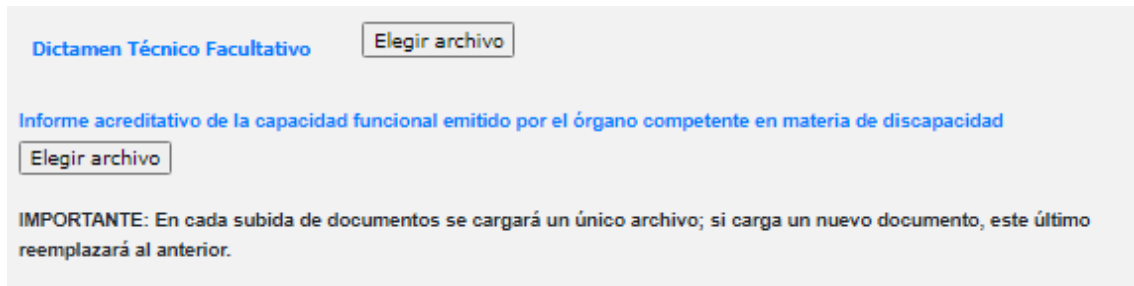 Dictamen Técnico Facultativo Elegir archivo
Informe acreditativo de la capacidad funcional emitido por el órgano competente en materia de discapacidad
Elegir archivo
IMPORTANTE: En cada subida de documentos se cargará un único archivo; si carga un nuevo documento, este último
reemplazará al anterior.